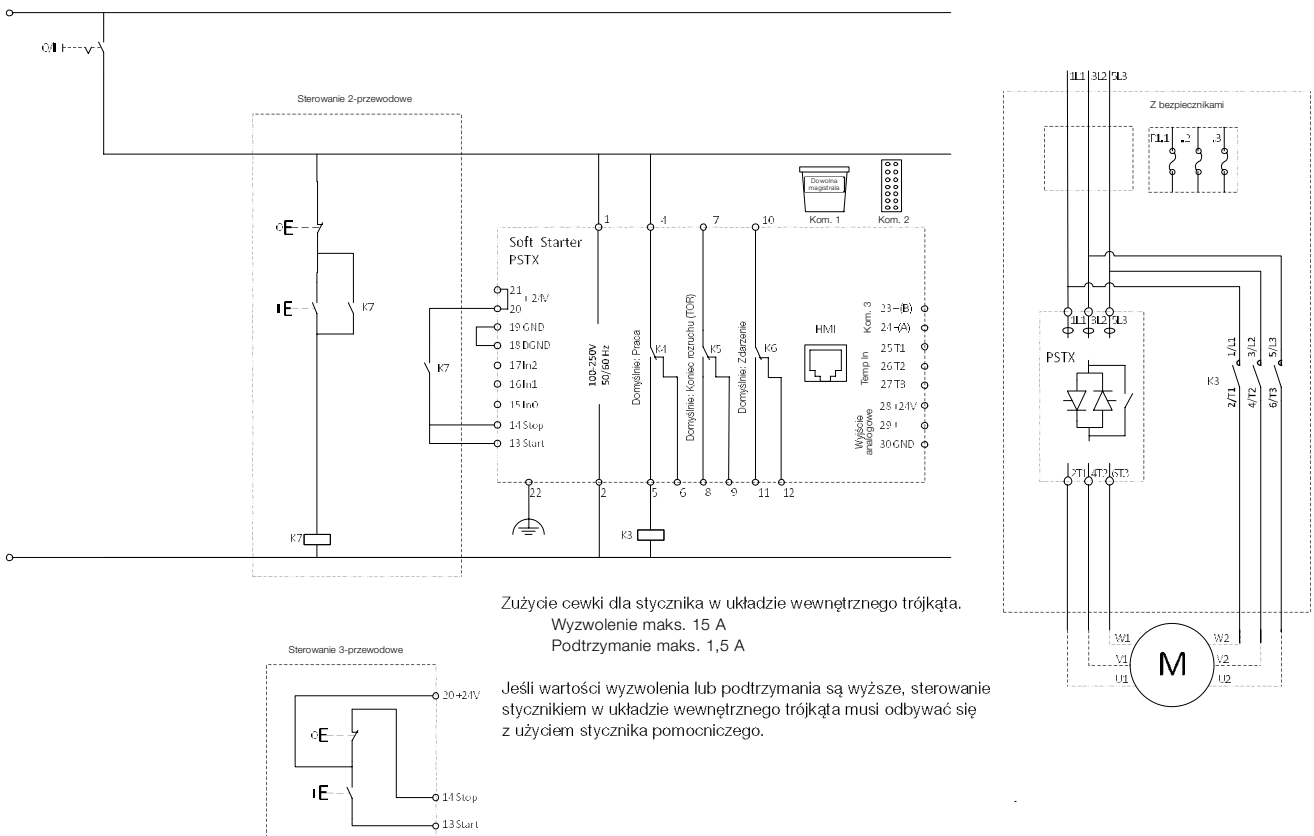 O/I
Sterowanie 2-przewodowe
K7
K7
K7
Soft Starter
PSTX
1
4
7
10
21
+ 24V
20
19 GND
18 DGND
17 In2
16 In1
15 In0
14 Stop
13 Start
22
100-250V
50/60 Hz
Domyślnie: Praca
K4
Domyślnie: Koniec rozruchu (TOR)
K5
Domyślnie: Zdarzenie
K6
2
5
6
8
9
11
12
K3
Dowolna
magistrala
Kom. 1
Kom. 2
HMI
Kom. 3
23 (B)
24 (A)
Temp In
25 T1
26 T2
27 T3
Wyjście
analogowe
28 +24V
29 +
30 GND
1L1 3L2 5L3
Z bezpiecznikami
1L1 3L2 5L3
PSTX
2T1 4T2 6T3
K3
1/L1
3/L2
5/L3
2/T1
4/T2
6/T3
W1
V1
U1
M
W2
V2
U2
Zużycie cewki dla stycznika w układzie wewnętrznego trójkąta.
Wyzwolenie maks. 15 A
Podtrzymanie maks. 1,5 A
Jeśli wartości wyzwolenia lub podtrzymania są wyższe, sterowanie
stycznikiem w układzie wewnętrznego trójkąta musi odbywać się
z użyciem stycznika pomocniczego.
Sterowanie 3-przewodowe
20 +24V
14 Stop
13 Start